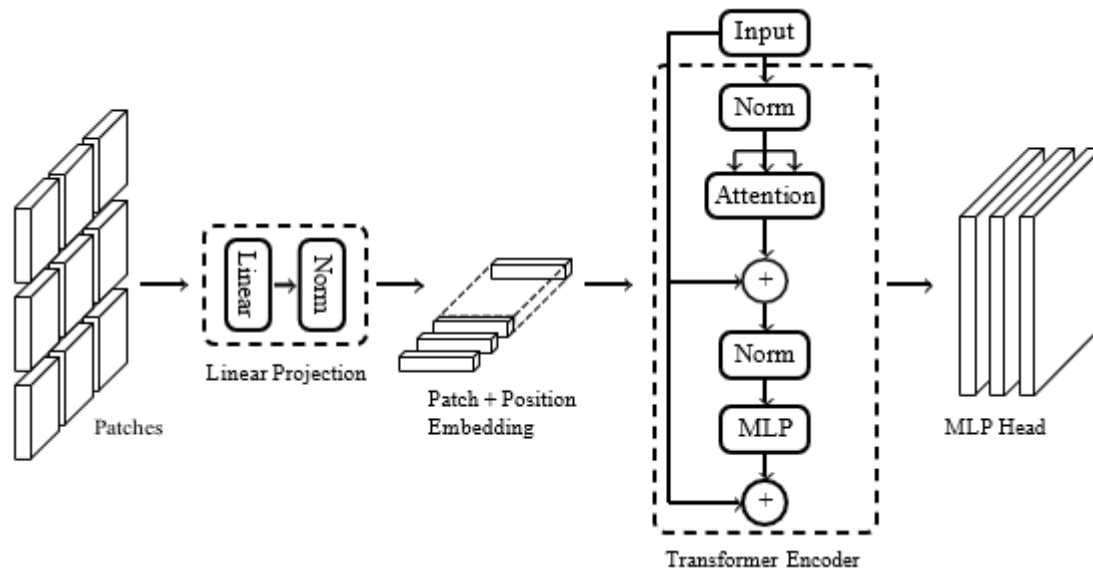 Patches
Linear
Norm
Linear Projection
Patch + Position
Embedding
Input
Norm
Attention
+
Norm
MLP
+
Transformer Encoder
MLP Head